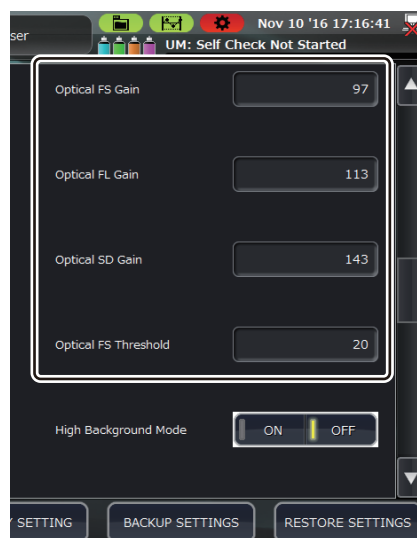 ser
Nov 10 '16 17:16:41
UM: Self Check Not Started
Optical FS Gain 97
Optical FL Gain 113
Optical SD Gain 143
Optical FS Threshold 20
High Background Mode ON OFF
SETTING BACKUP SETTINGS RESTORE SETTINGS